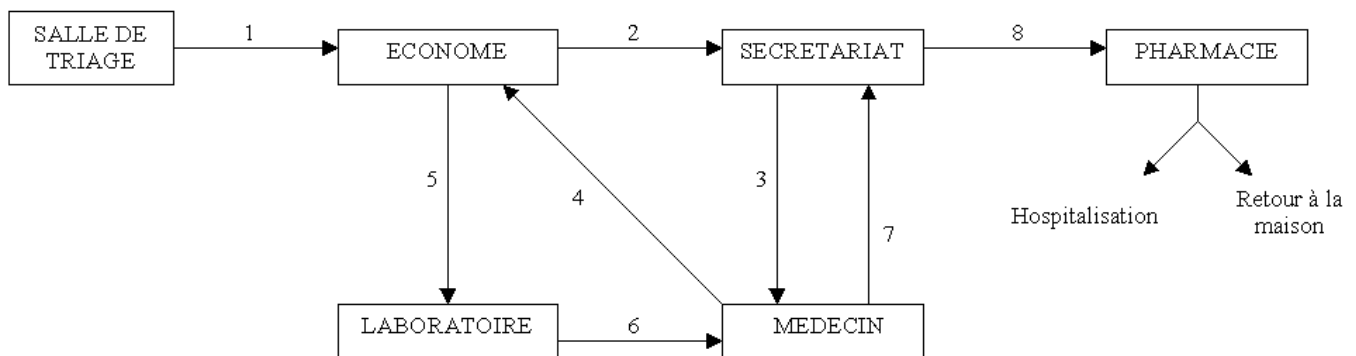 SALLE DE
TRIAGE
1
ECONOME
2
SECRETARIAT
8
PHARMACIE
5
4
3
7
Hospitalisation
Retour à la
maison
LABORATOIRE
6
MEDECIN